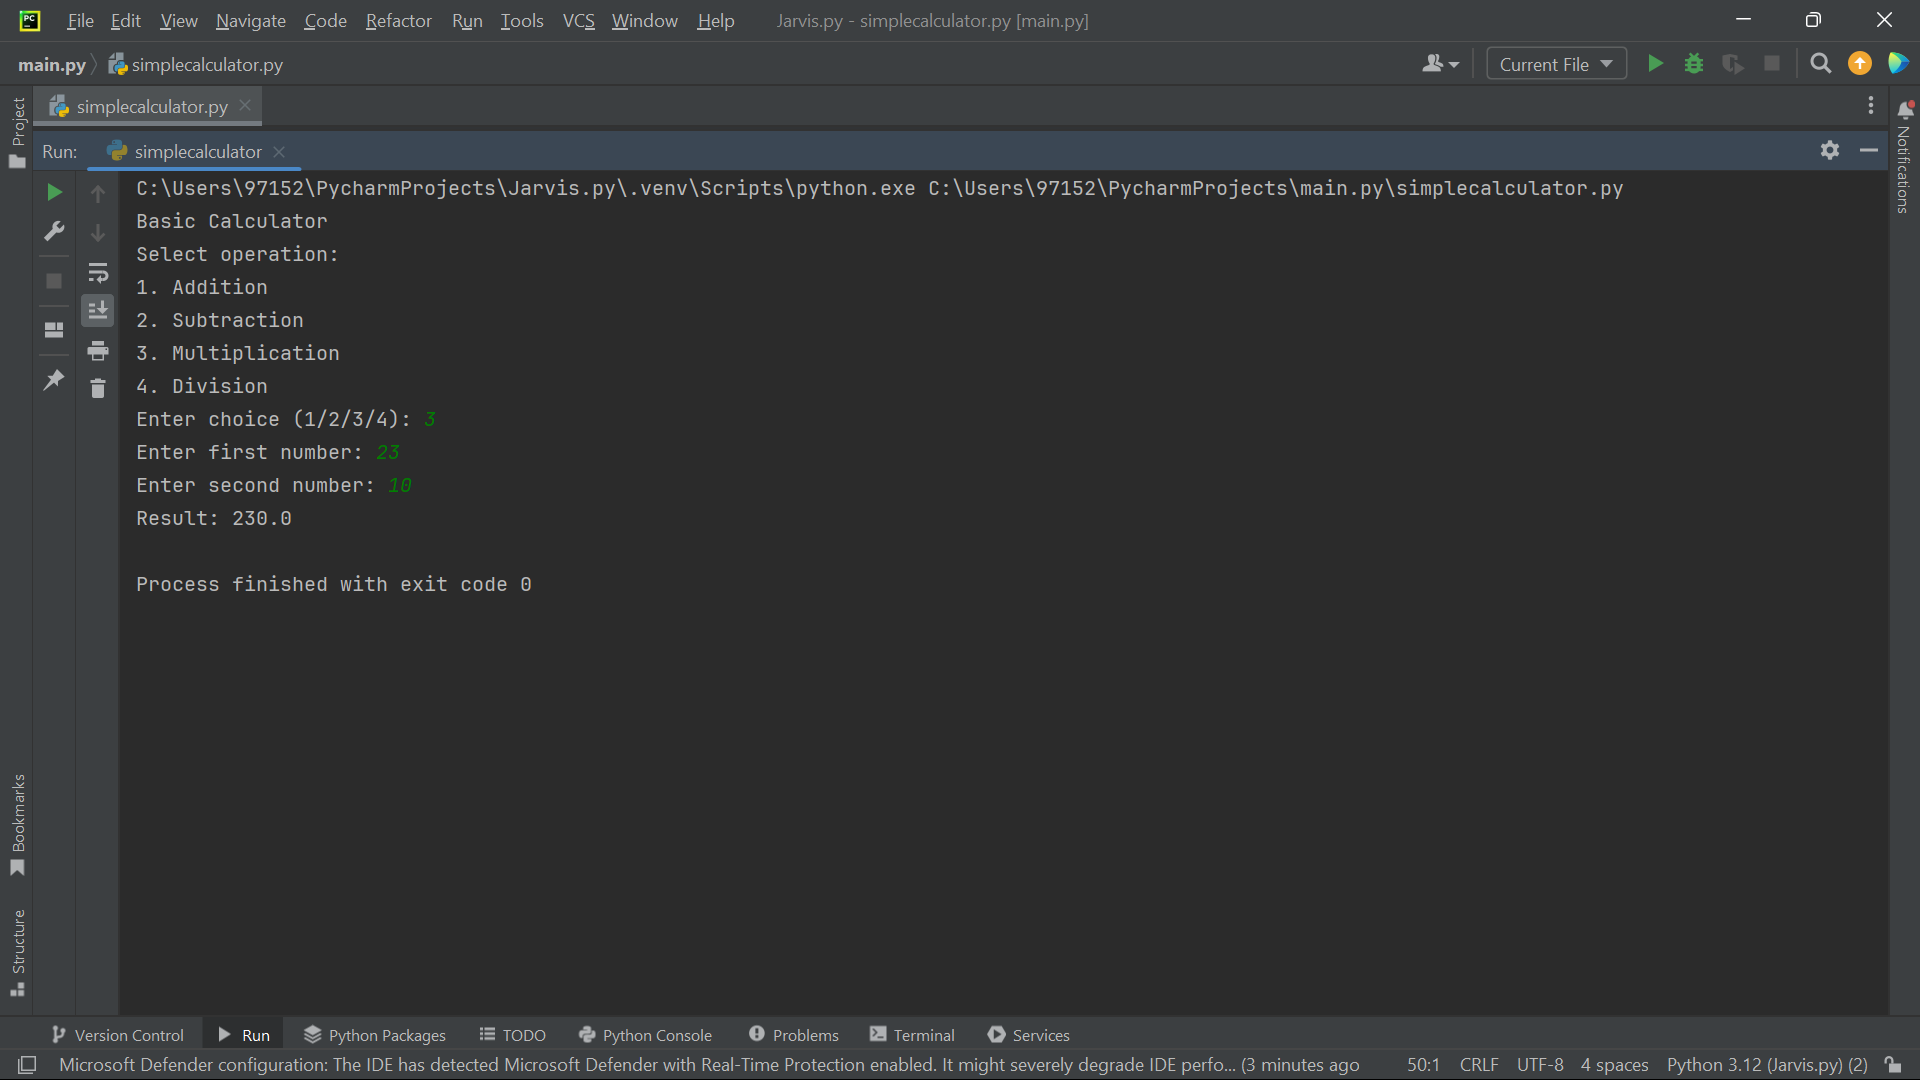 PC
File Edit View Navigate Code Refactor Run Tools VCS Window Help Jarvis.py - simplecalculator.py [main.py]
main.py simplecalculator.py Current File
Project
simplecalculator.py
Notifications
Run: simplecalculator
C:\Users\97152\PycharmProjects\Jarvis.py\.venv\Scripts\python.exe C:\Users\97152\PycharmProjects\main.py\simplecalculator.py
Basic Calculator
Select operation:
1. Addition
2. Subtraction
3. Multiplication
4. Division
Enter choice (1/2/3/4): 3
Enter first number: 23
Enter second number: 10
Result: 230.0
Process finished with exit code 0
Bookmarks
Structure
Version Control Run Python Packages TODO Python Console Problems Terminal Services
Microsoft Defender configuration: The IDE has detected Microsoft Defender with Real-Time Protection enabled. It might severely degrade IDE perfo... (3 minutes ago 50:1 CRLF UTF-8 4 spaces Python 3.12 (Jarvis.py) (2)